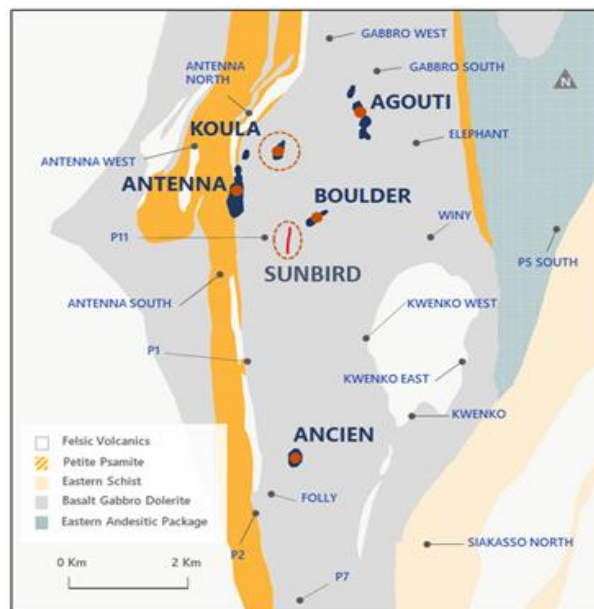 GABBRO WEST
ANTENNA
NORTH
GABBRO SOUTH
N
AGOUTI
KOULA
ELEPHANT
ANTENNA WEST
ANTENNA
BOULDER
P11
WINY
SUNBIRD
P5 SOUTH
ANTENNA SOUTH
KWENKO WEST
P1
KWENKO EAST
KWENKO
ANCIEN
Felsic Volcanics
Petite Psamite
Eastern Schist
Basalt Gabbro Dolerite
Eastern Andesitic Package
FOLLY
P2
SIAKASSO NORTH
0 Km
2 Km
P7